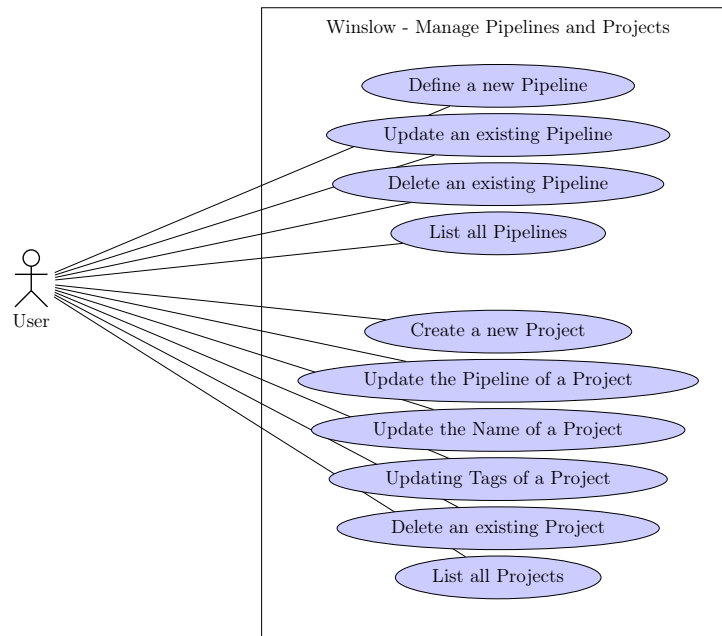 Winslow - Manage Pipelines and Projects
Define a new Pipeline
Update an existing Pipeline
Delete an existing Pipeline
List all Pipelines
User
Create a new Project
Update the Pipeline of a Project
Update the Name of a Project
Updating Tags of a Project
Delete an existing Project
List all Projects